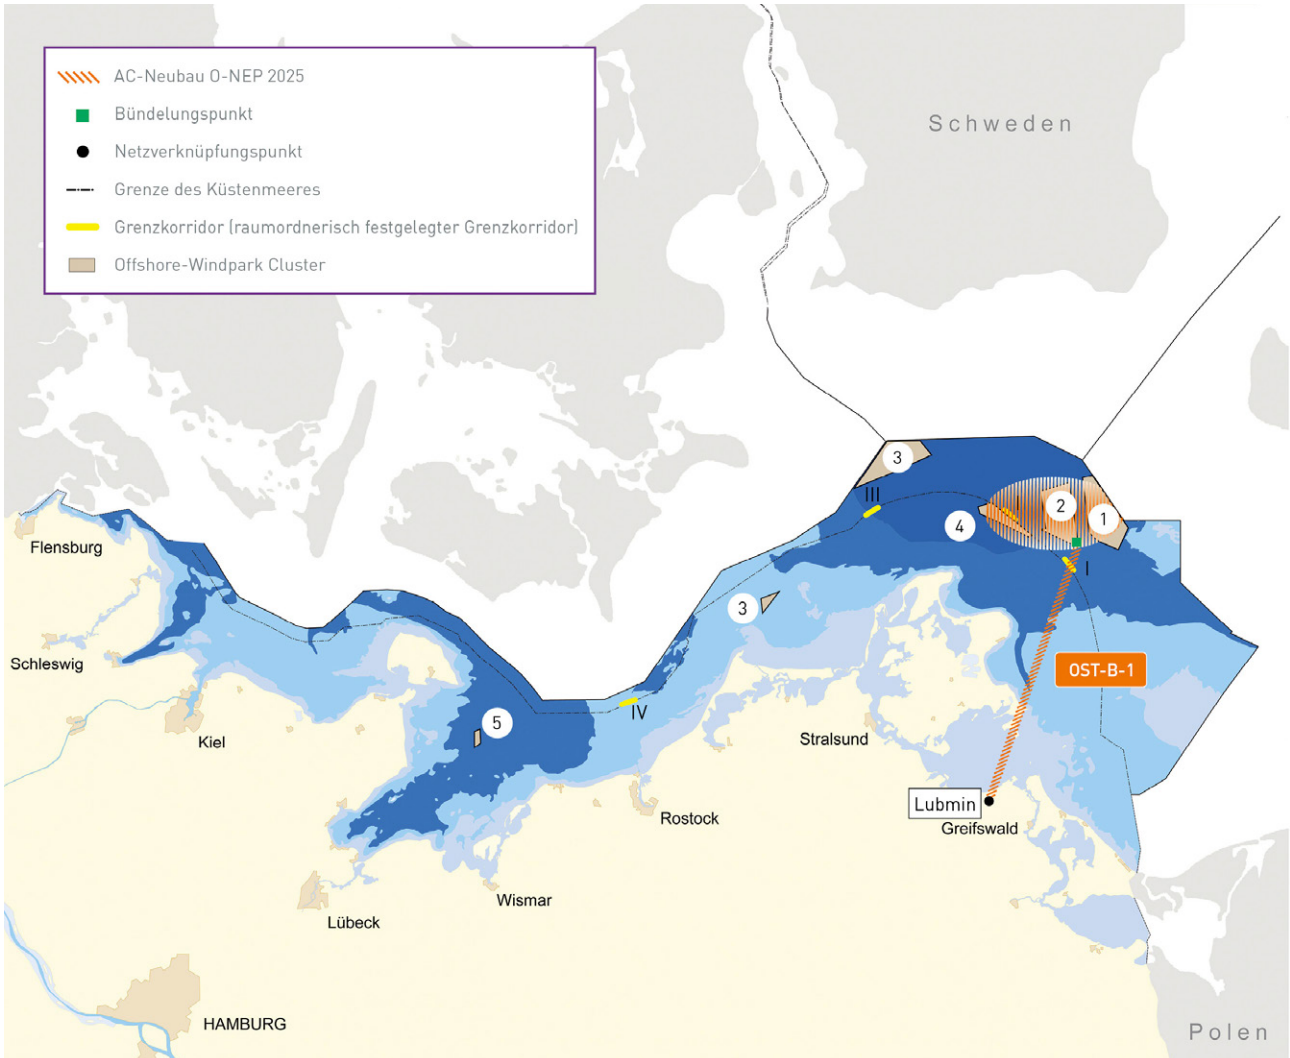 AC-Neubau O-NEP 2025
Bündelungspunkt
Netzverknüpfungspunkt
Grenze des Küstenmeeres
Grenzkorridor (raumordnerisch festgelegter Grenzkorridor)
Offshore-Windpark Cluster
Schweden
3
III
2
1
4
I
Flensburg
3
Schleswig
OST-B-1
IV
5
Kiel
Stralsund
Lubmin
Rostock
Greifswald
Wismar
Lübeck
HAMBURG
Polen